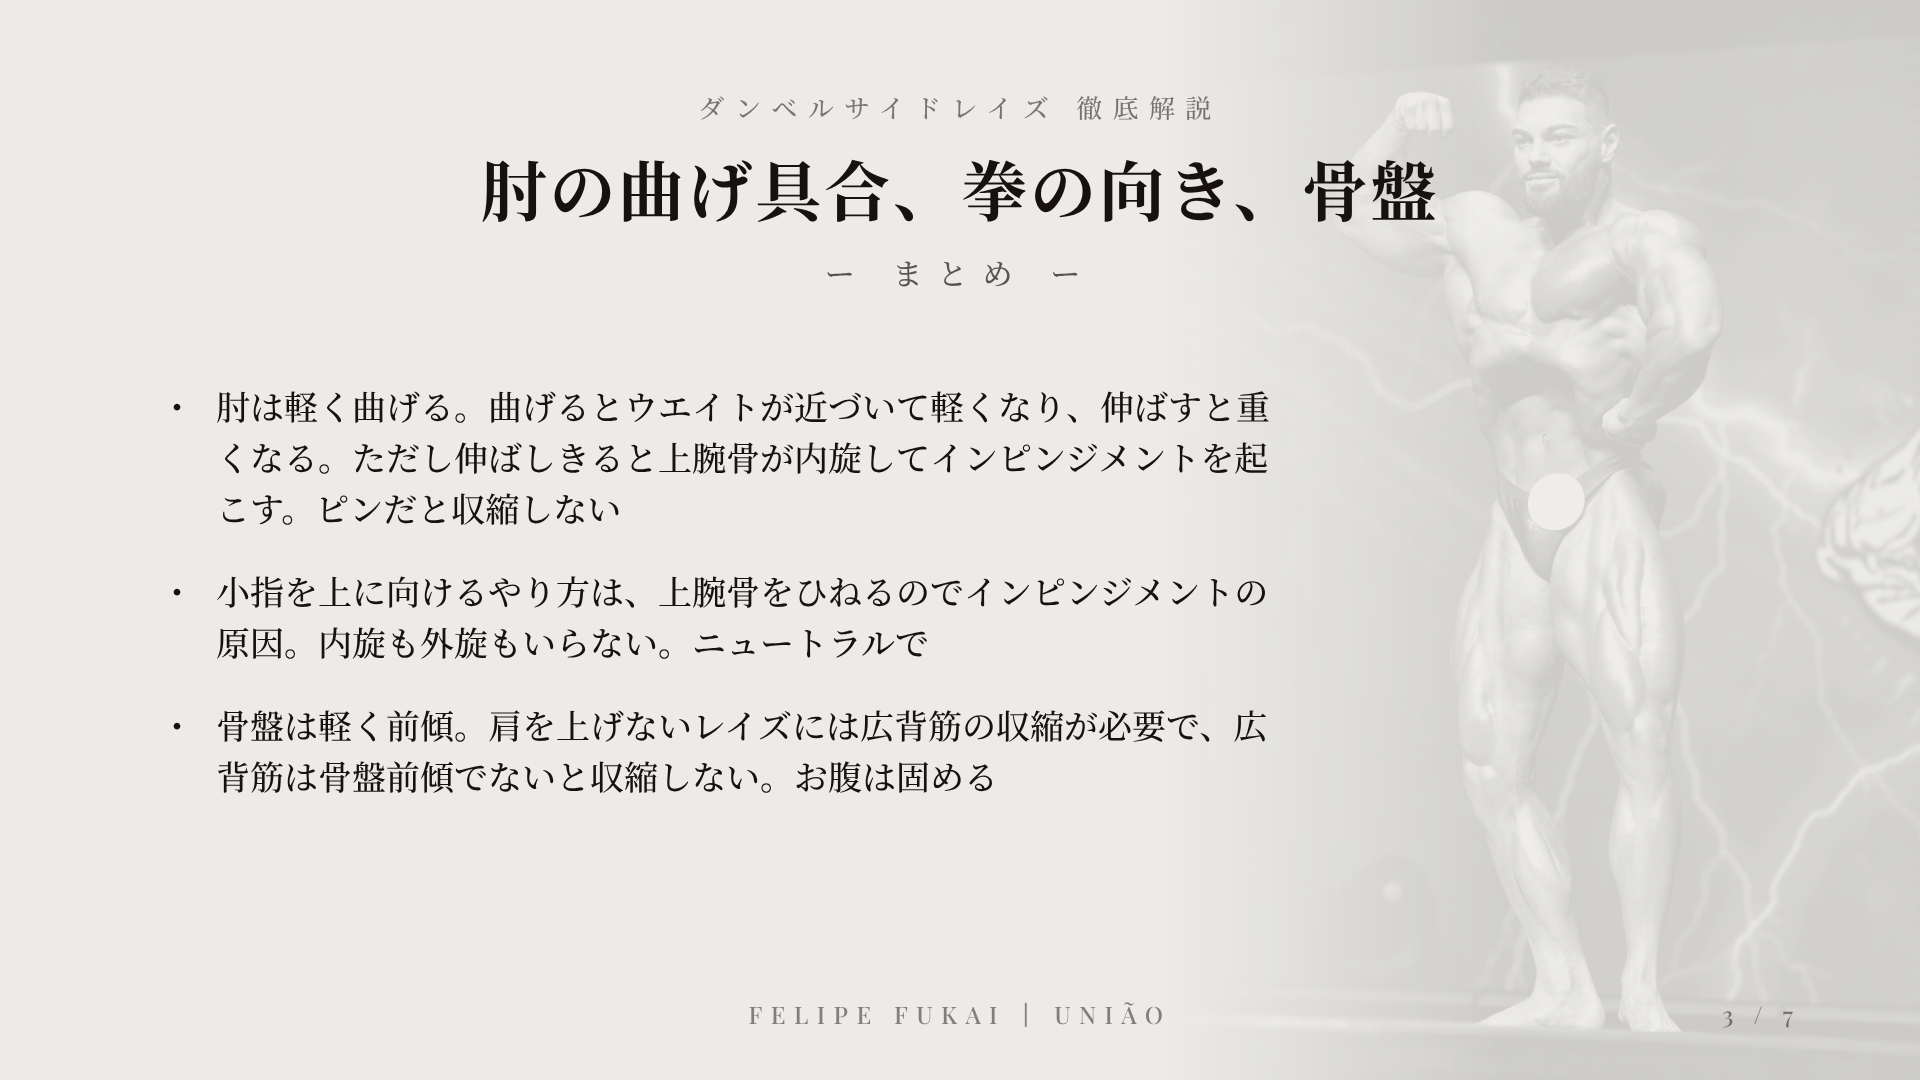 ダンベルサイドレイズ 徹底解説
肘の曲げ具合、拳の向き、骨盤
ー まとめ ー
・ 肘は軽く曲げる。曲げるとウエイトが近づいて軽くなり、伸ばすと重
くなる。ただし伸ばしきると上腕骨が内旋してインピンジメントを起
こす。ピンだと収縮しない
・ 小指を上に向けるやり方は、上腕骨をひねるのでインピンジメントの
原因。内旋も外旋もいらない。ニュートラルで
・ 骨盤は軽く前傾。肩を上げないレイズには広背筋の収縮が必要で、広
背筋は骨盤前傾でないと収縮しない。お腹は固める
FELIPE FUKAI | UNIÃO
3 / 7